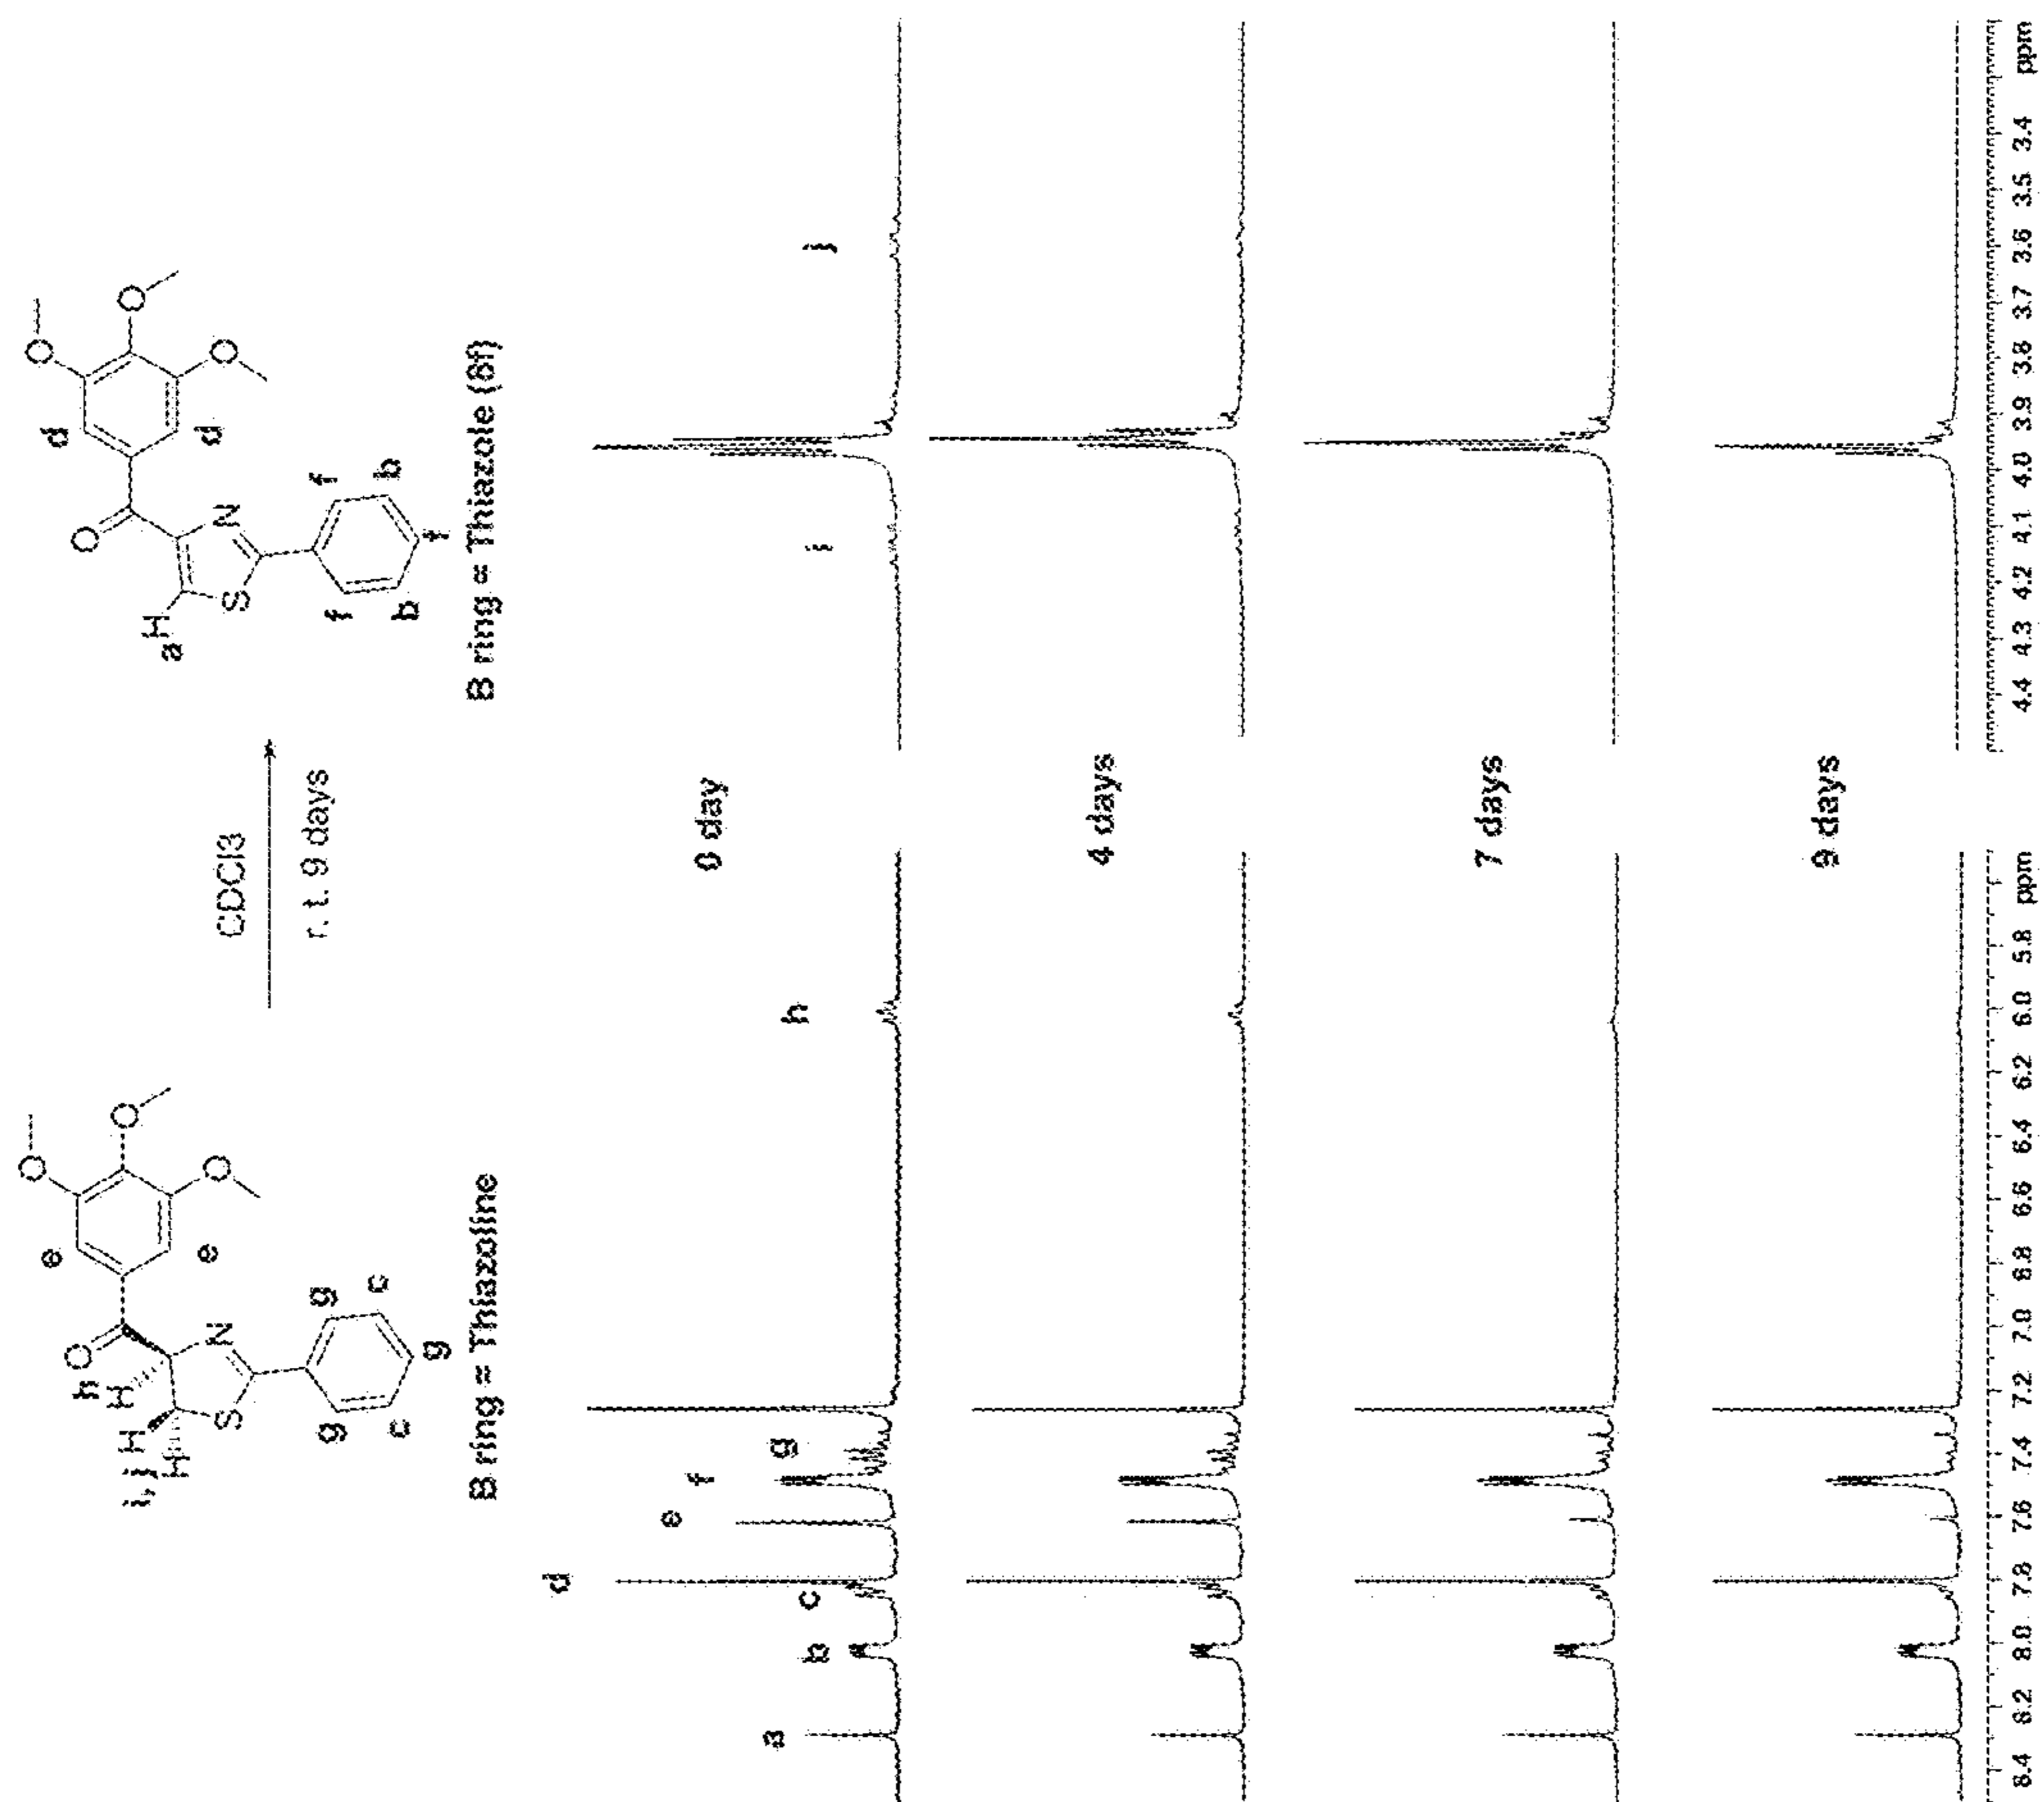 O
O
O
O
h
H
e
e
i, j
H
H
S
N
g
g
c
c
g
B ring = Thiazoline
CDCl3
r. t. 9 days
O
O
O
O
d
d
H
a
S
N
f
f
b
b
f
B ring = Thiazole (8f)
a
b
c
d
e
f
g
h
i
j
0 day
4 days
7 days
9 days
8.4 8.2 8.0 7.8 7.6 7.4 7.2 7.0 6.8 6.6 6.4 6.2 6.0 5.8 ppm
4.4 4.3 4.2 4.1 4.0 3.9 3.8 3.7 3.6 3.5 3.4 ppm